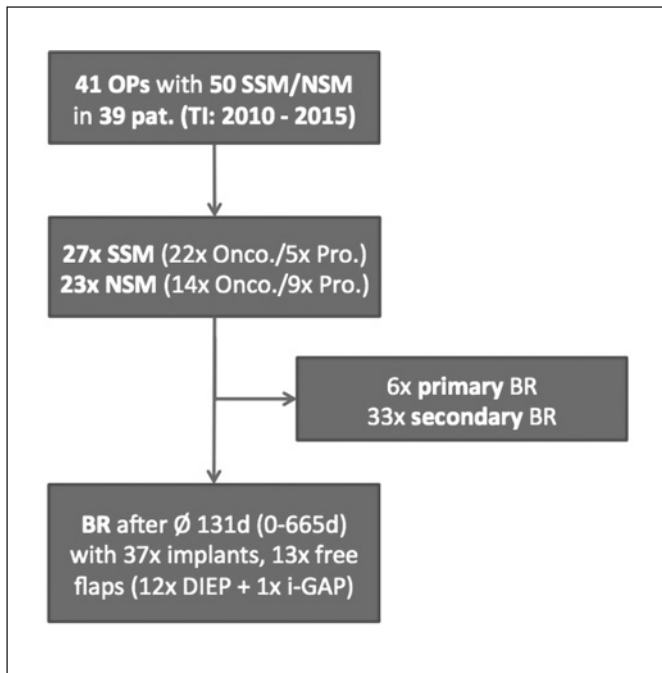 41 OPs with 50 SSM/NSM
in 39 pat. (TI: 2010 - 2015)
27x SSM (22x Onco./5x Pro.)
23x NSM (14x Onco./9x Pro.)
6x primary BR
33x secondary BR
BR after Ø 131d (0-665d)
with 37x implants, 13x free
flaps (12x DIEP + 1x i-GAP)